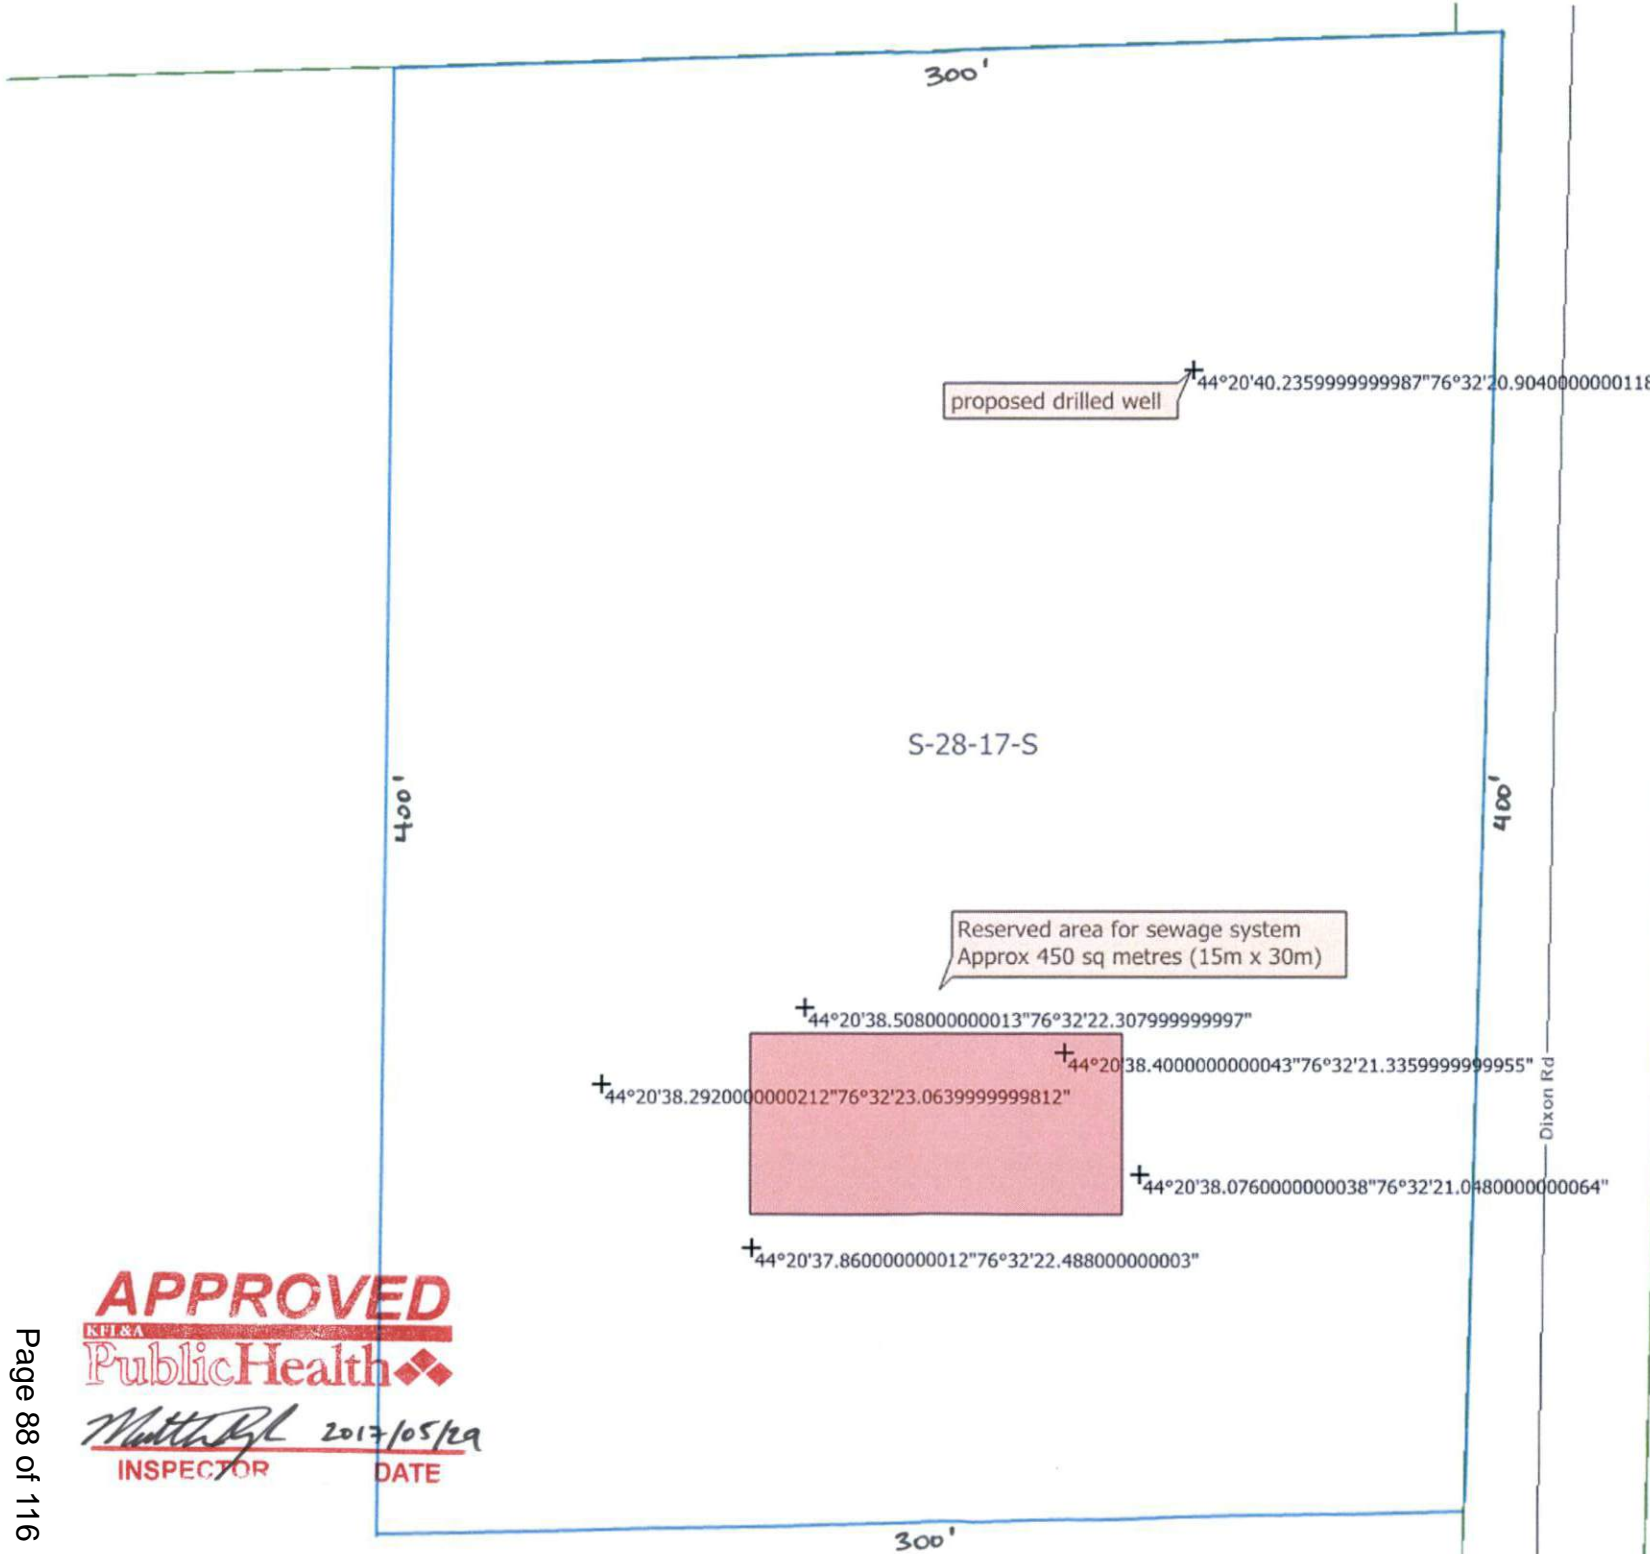 300'
44°20'40.2359999999987"76°32'20.9040000000118
proposed drilled well
S-28-17-S
400'
400'
Reserved area for sewage system
Approx 450 sq metres (15m x 30m)
44°20'38.508000000013"76°32'22.307999999997"
44°20'38.4000000000043"76°32'21.3359999999955"
44°20'38.2920000000212"76°32'23.0639999999812"
Dixon Rd
44°20'38.0760000000038"76°32'21.0480000000064"
44°20'37.860000000012"76°32'22.488000000003"
APPROVED
KFL&A
PublicHealth
2017/05/29
INSPECTOR DATE
300'
Page 88 of 116